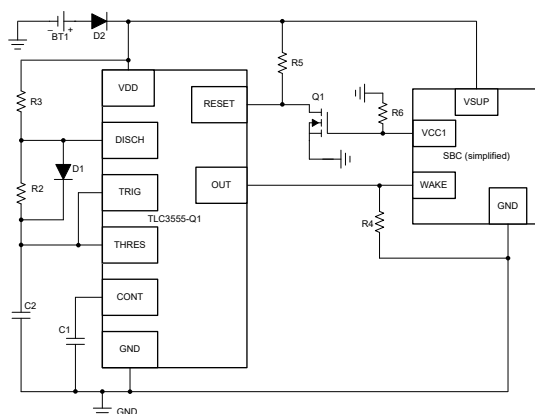 − +
BT1
D2
R3
VDD
RESET
R5
Q1
R6
VSUP
VCC1
SBC (simplified)
DISCH
D1
R2
TRIG
OUT
WAKE
TLC3555-Q1
GND
R4
THRES
CONT
C2
C1
GND
GND